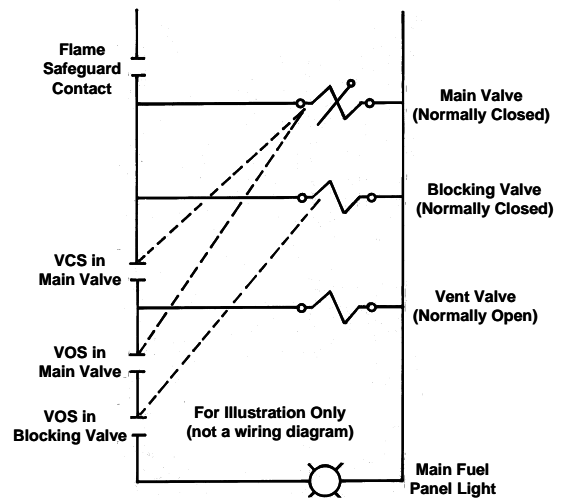 Flame
Safeguard
Contact
Main Valve
(Normally Closed)
Blocking Valve
(Normally Closed)
VCS in
Main Valve
Vent Valve
(Normally Open)
VOS in
Main Valve
VOS in
Blocking Valve
For Illustration Only
(not a wiring diagram)
Main Fuel
Panel Light